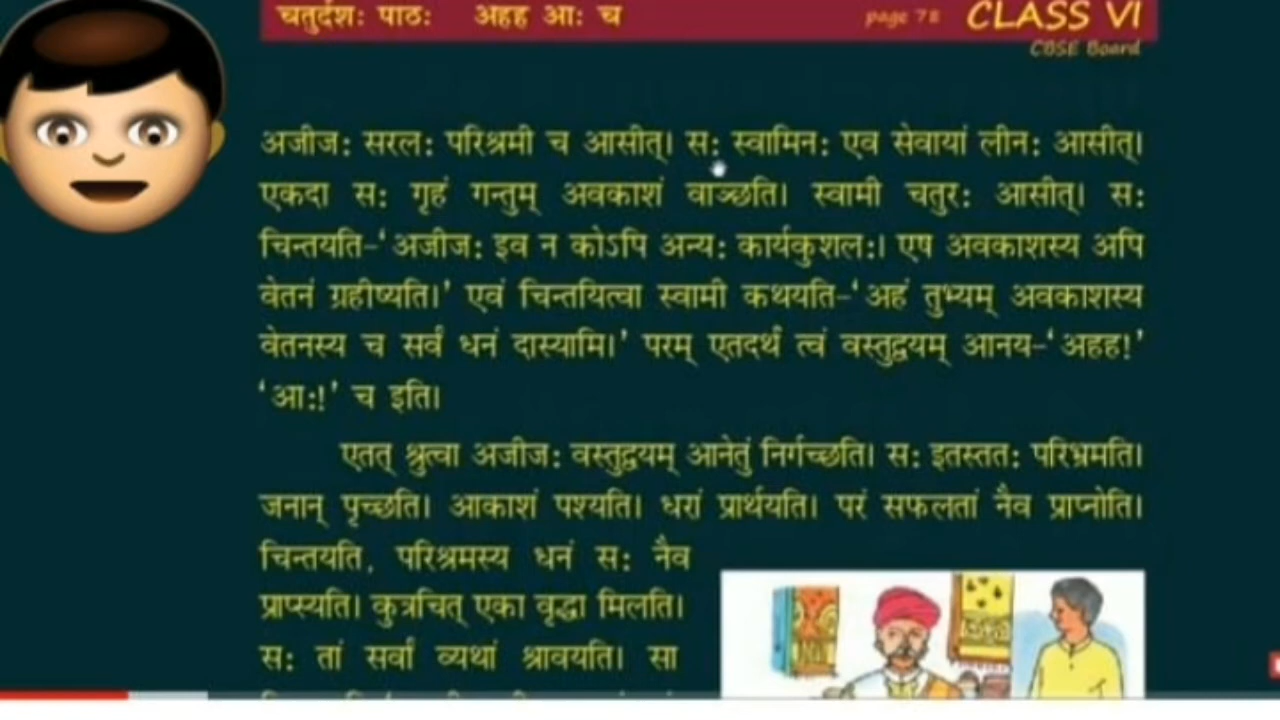 चतुर्दशः पाठः अहह आः च page 78 CLASS VI
CBSE Board
अजीजः सरलः परिश्रमी च आसीत्। सः स्वामिनः एव सेवायां लीनः आसीत्।
एकदा सः गृहं गन्तुम् अवकाशं वाञ्छति। स्वामी चतुरः आसीत्। सः
चिन्तयति-‘अजीजः इव न कोऽपि अन्यः कार्यकुशलः। एष अवकाशस्य अपि
वेतनं ग्रहीष्यति।’ एवं चिन्तयित्वा स्वामी कथयति-‘अहं तुभ्यम् अवकाशस्य
वेतनस्य च सर्वं धनं दास्यामि।’ परम् एतदर्थं त्वं वस्तुद्वयम् आनय-‘अहह!’
‘आः!’ च इति।
एतत् श्रुत्वा अजीजः वस्तुद्वयम् आनेतुं निर्गच्छति। सः इतस्ततः परिभ्रमति।
जनान् पृच्छति। आकाशं पश्यति। धरां प्रार्थयति। परं सफलतां नैव प्राप्नोति।
चिन्तयति, परिश्रमस्य धनं सः नैव
प्राप्स्यति। कुत्रचित् एका वृद्धा मिलति।
सः तां सर्वां व्यथां श्रावयति। सा